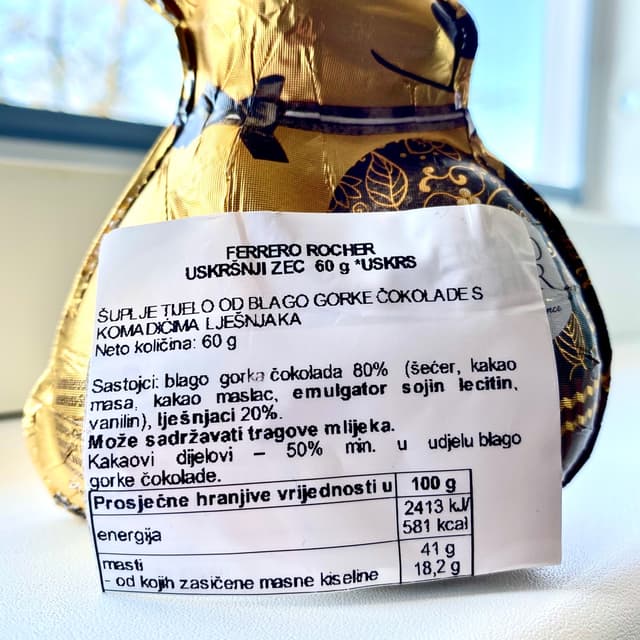 FERRERO ROCHER
USKRŠNJI ZEC 60 g *USKRS
ŠUPLJE TIJELO OD BLAGO GORKE ČOKOLADE S
KOMADIĆIMA LJEŠNJAKA
Neto količina: 60 g
Sastojci: blago gorka čokolada 80% (šećer, kakao
masa, kakao maslac, emulgator sojin lecitin,
vanilin), lješnjaci 20%.
Može sadržavati tragove mlijeka.
Kakaovi dijelovi – 50% min. u udjelu blago
gorke čokolade.
Prosječne hranjive vrijednosti u 100 g
energija 2413 kJ/
581 kcal
masti 41 g
- od kojih zasićene masne kiseline 18,2 g